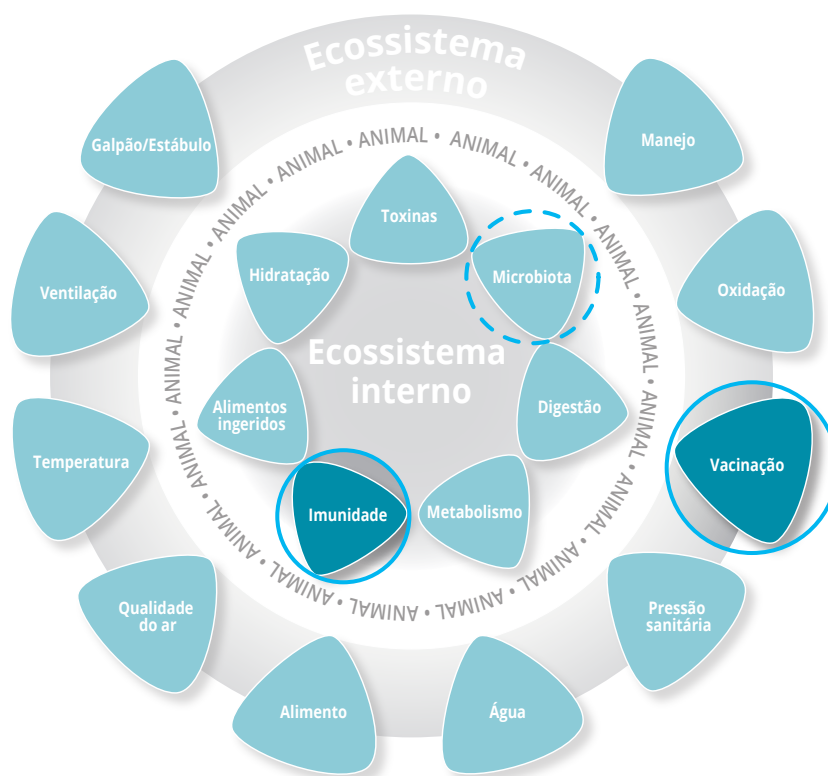 Ecossistema
externo
Galpão/Estábulo
Manejo
ANIMAL • ANIMAL • ANIMAL • ANIMAL • ANIMAL • ANIMAL • ANIMAL • ANIMAL • ANIMAL • ANIMAL • ANIMAL • ANIMAL • ANIMAL • ANIMAL • ANIMAL • ANIMAL • ANIMAL • ANIMAL •
Toxinas
Hidratação
Microbiota
Ventilação
Oxidação
Ecossistema
interno
Alimentos
ingeridos
Digestão
Temperatura
Vacinação
Imunidade
Metabolismo
Qualidade
do ar
Pressão
sanitária
Alimento
Água